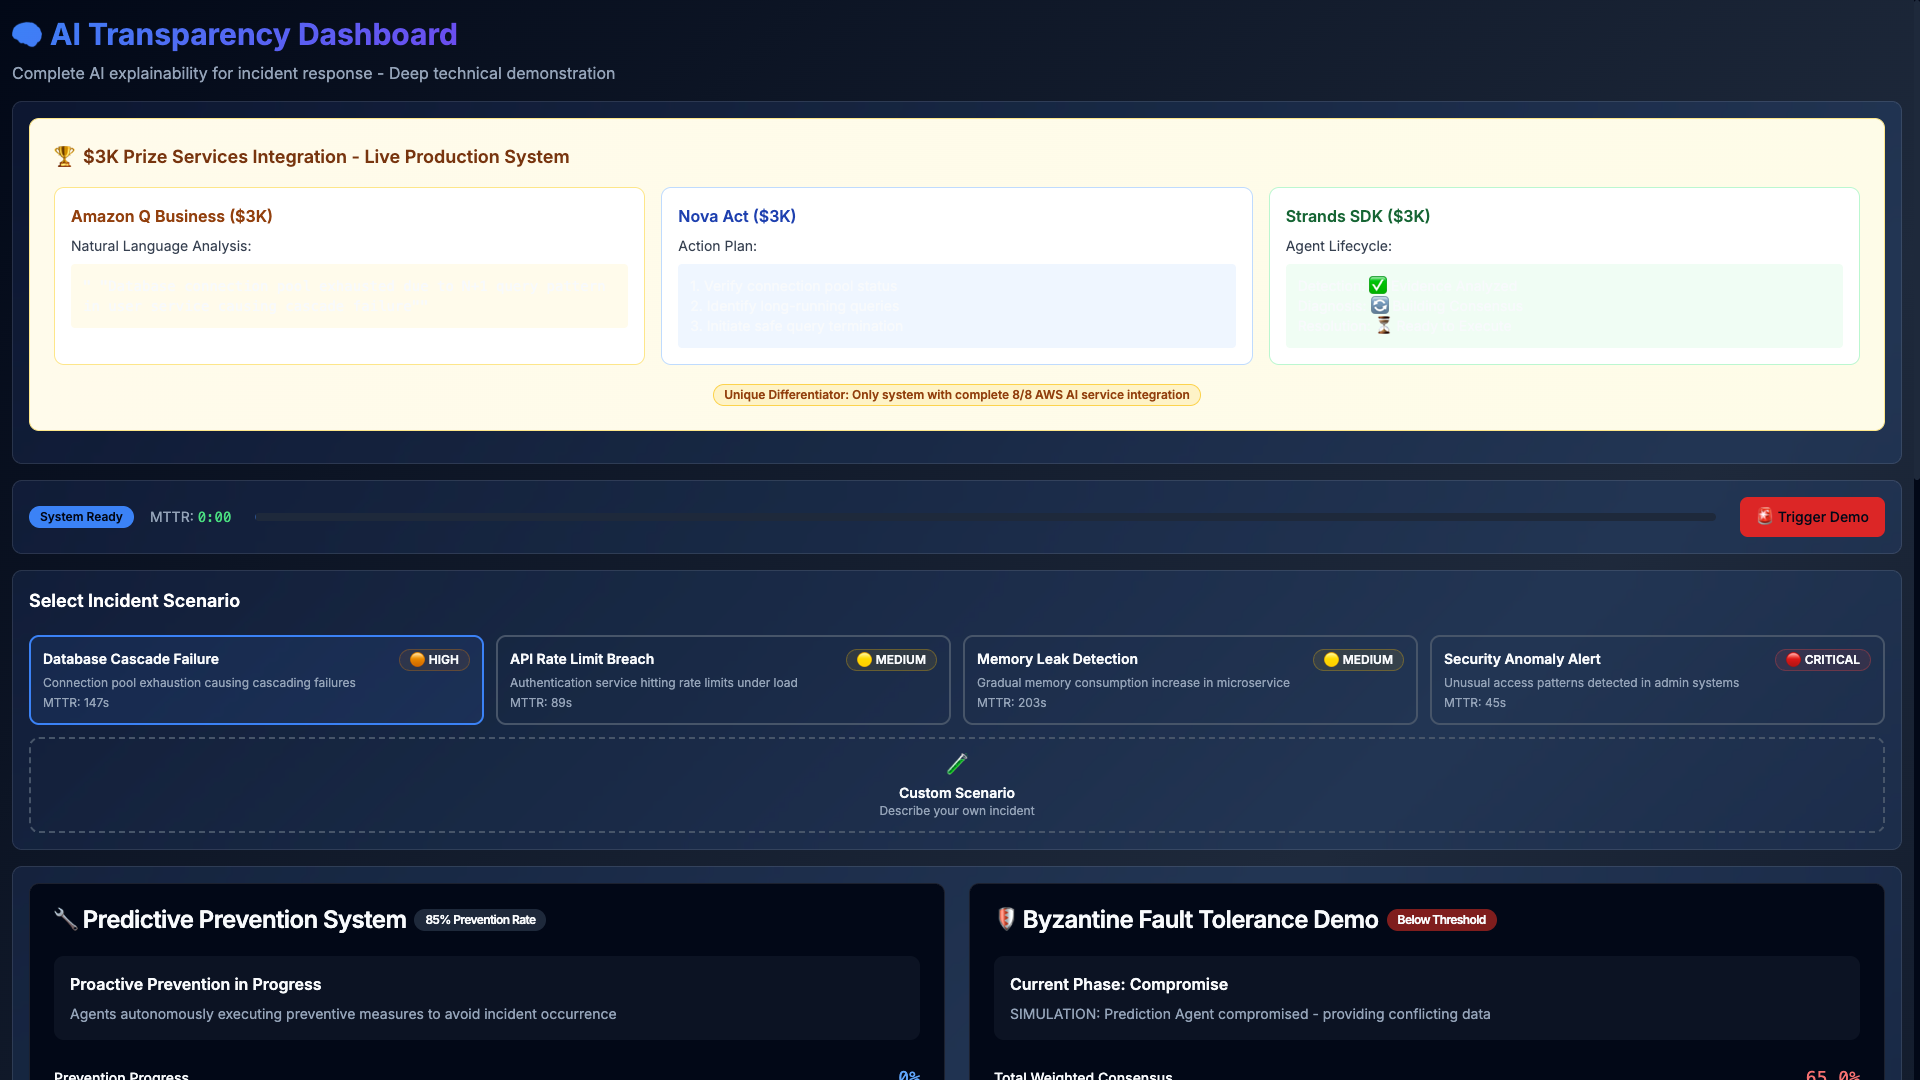 AI Transparency Dashboard
Complete AI explainability for incident response - Deep technical demonstration
$3K Prize Services Integration - Live Production System
Amazon Q Business ($3K)
Natural Language Analysis:
Nova Act ($3K)
Action Plan:
1. Verify connection pool status
2. Identify long-running queries
3. Initiate safe query termination
Strands SDK ($3K)
Agent Lifecycle:
Unique Differentiator: Only system with complete 8/8 AWS AI service integration
System Ready
MTTR: 0:00
Trigger Demo
Select Incident Scenario
Database Cascade Failure
HIGH
Connection pool exhaustion causing cascading failures
MTTR: 147s
API Rate Limit Breach
MEDIUM
Authentication service hitting rate limits under load
MTTR: 89s
Memory Leak Detection
MEDIUM
Gradual memory consumption increase in microservice
MTTR: 203s
Security Anomaly Alert
CRITICAL
Unusual access patterns detected in admin systems
MTTR: 45s
Custom Scenario
Describe your own incident
Predictive Prevention System
85% Prevention Rate
Proactive Prevention in Progress
Agents autonomously executing preventive measures to avoid incident occurrence
Prevention Progress
0%
Byzantine Fault Tolerance Demo
Below Threshold
Current Phase: Compromise
SIMULATION: Prediction Agent compromised - providing conflicting data
Total Weighted Consensus
65.0%